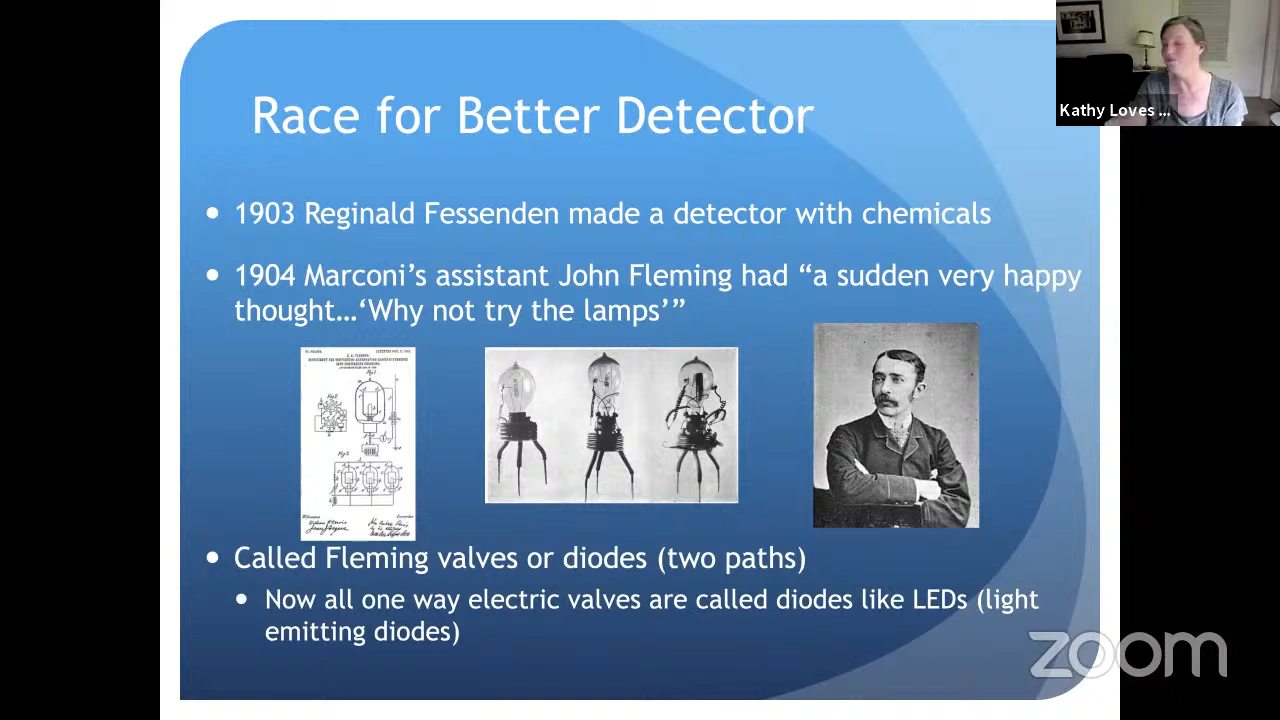 Race for Better Detector
Kathy Loves ...
• 1903 Reginald Fessenden made a detector with chemicals
• 1904 Marconi’s assistant John Fleming had “a sudden very happy
thought…‘Why not try the lamps’”
• Called Fleming valves or diodes (two paths)
• Now all one way electric valves are called diodes like LEDs (light
emitting diodes)
zoom